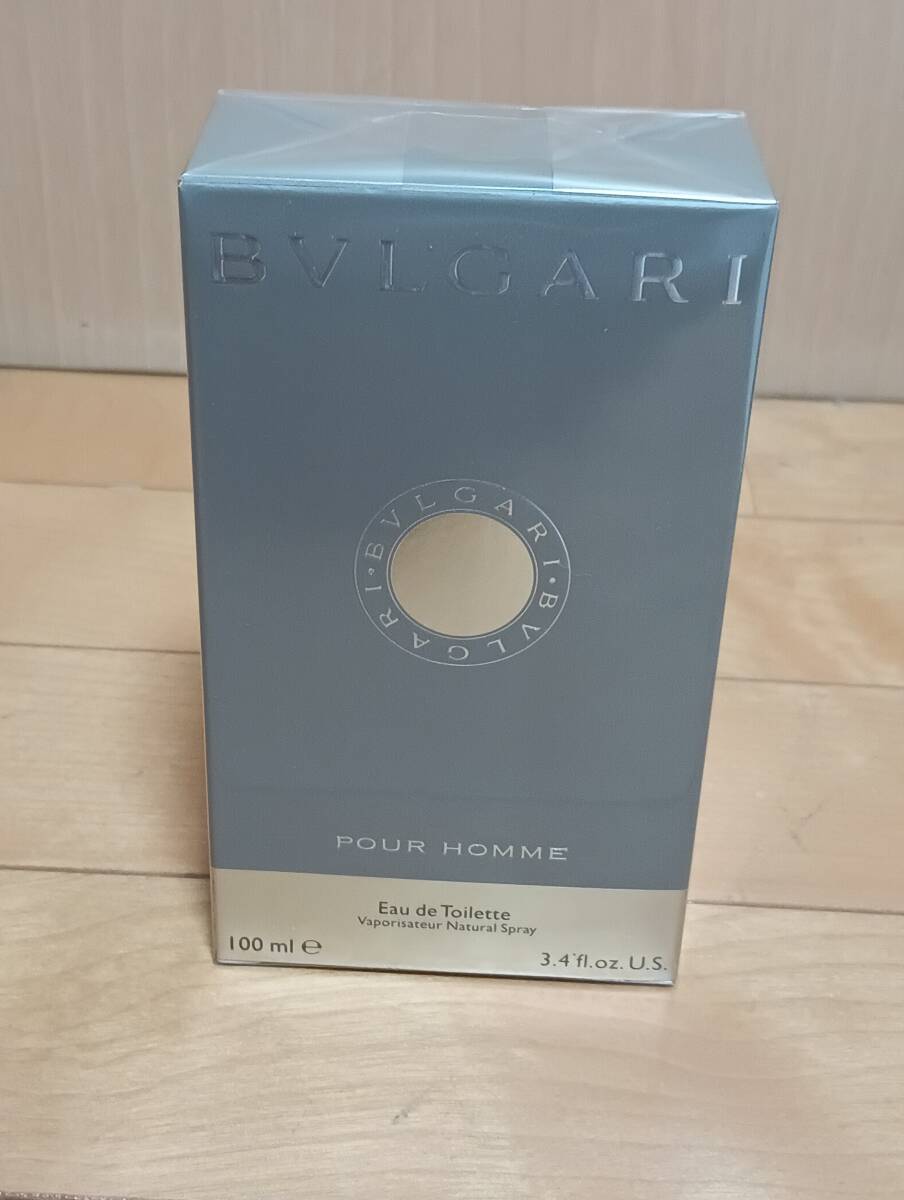 BVLGARI
BVLGARI • BVLGARI •
POUR HOMME
Eau de Toilette
Vaporisateur Natural Spray
100 ml ℮
3.4 fl.oz. U.S.